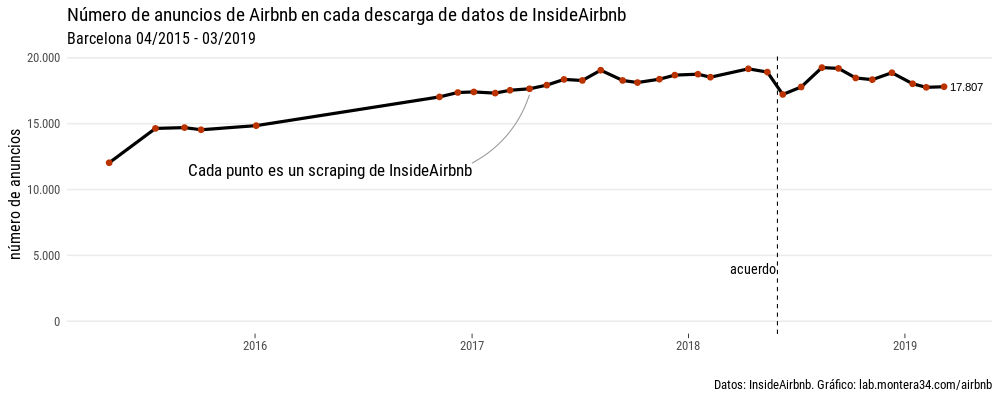 Número de anuncios de Airbnb en cada descarga de datos de InsideAirbnb
Barcelona 04/2015 - 03/2019
número de anuncios
20.000
15.000
10.000
5.000
0
17.807
Cada punto es un scraping de InsideAirbnb
acuerdo
2016
2017
2018
2019
Datos: InsideAirbnb. Gráfico: lab.montera34.com/airbnb